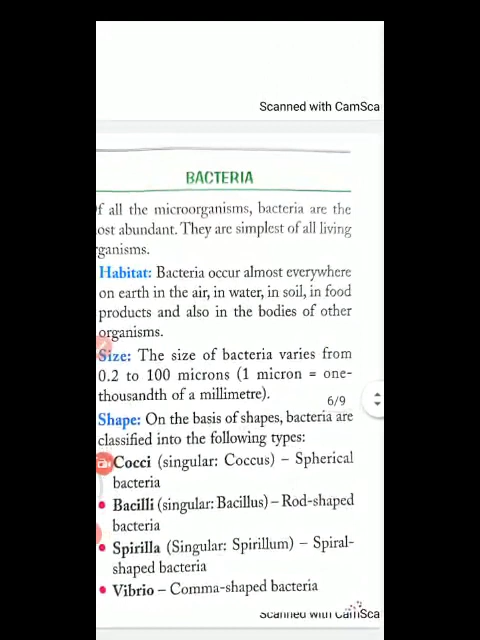 Scanned with CamSca
BACTERIA
f all the microorganisms, bacteria are the
ost abundant. They are simplest of all living
rganisms.
Habitat: Bacteria occur almost everywhere
on earth in the air, in water, in soil, in food
products and also in the bodies of other
organisms.
Size: The size of bacteria varies from
0.2 to 100 microns (1 micron = one-
thousandth of a millimetre).
6/9
Shape: On the basis of shapes, bacteria are
classified into the following types:
Cocci (singular: Coccus) – Spherical
bacteria
• Bacilli (singular: Bacillus) – Rod-shaped
bacteria
• Spirilla (Singular: Spirillum) – Spiral-
shaped bacteria
• Vibrio – Comma-shaped bacteria
Scanned with CamSca